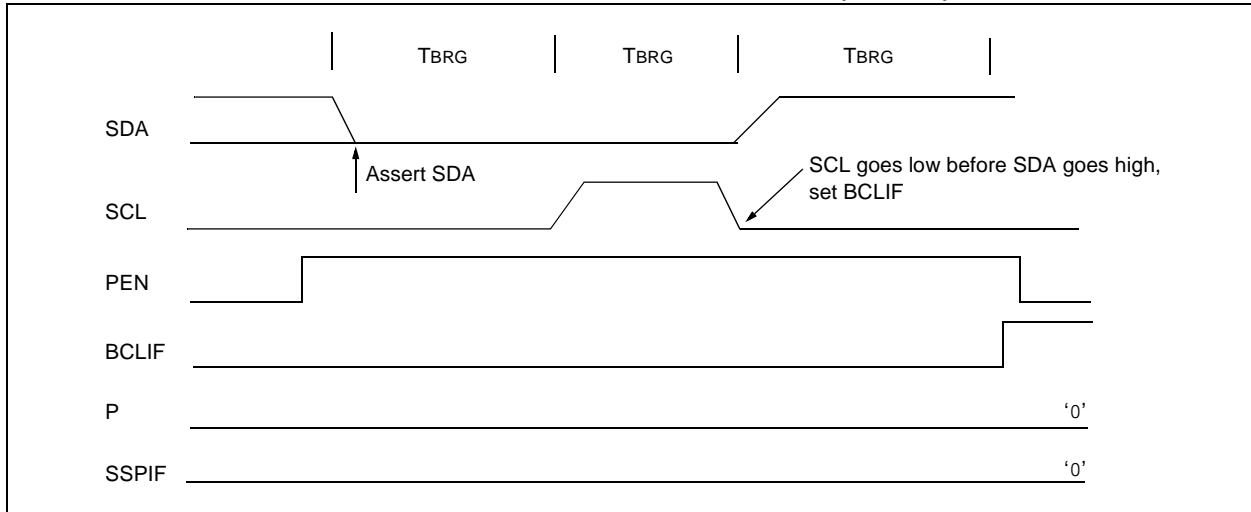 TBRG TBRG TBRG
SDA
Assert SDA
SCL goes low before SDA goes high,
set BCLIF
SCL
PEN
BCLIF
P ‘0’
SSPIF ‘0’